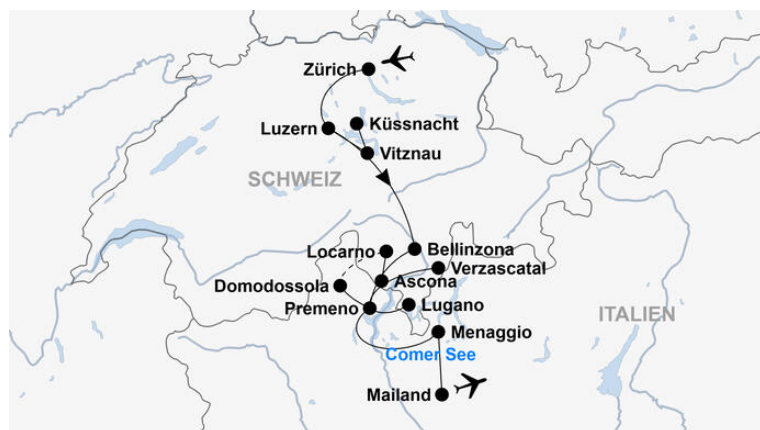 Zürich
Luzern
Küssnacht
Vitznau
SCHWEIZ
Locarno
Bellinzona
Verzascatal
Domodossola
Ascona
Premeno
Lugano
ITALIEN
Menaggio
Comer See
Mailand